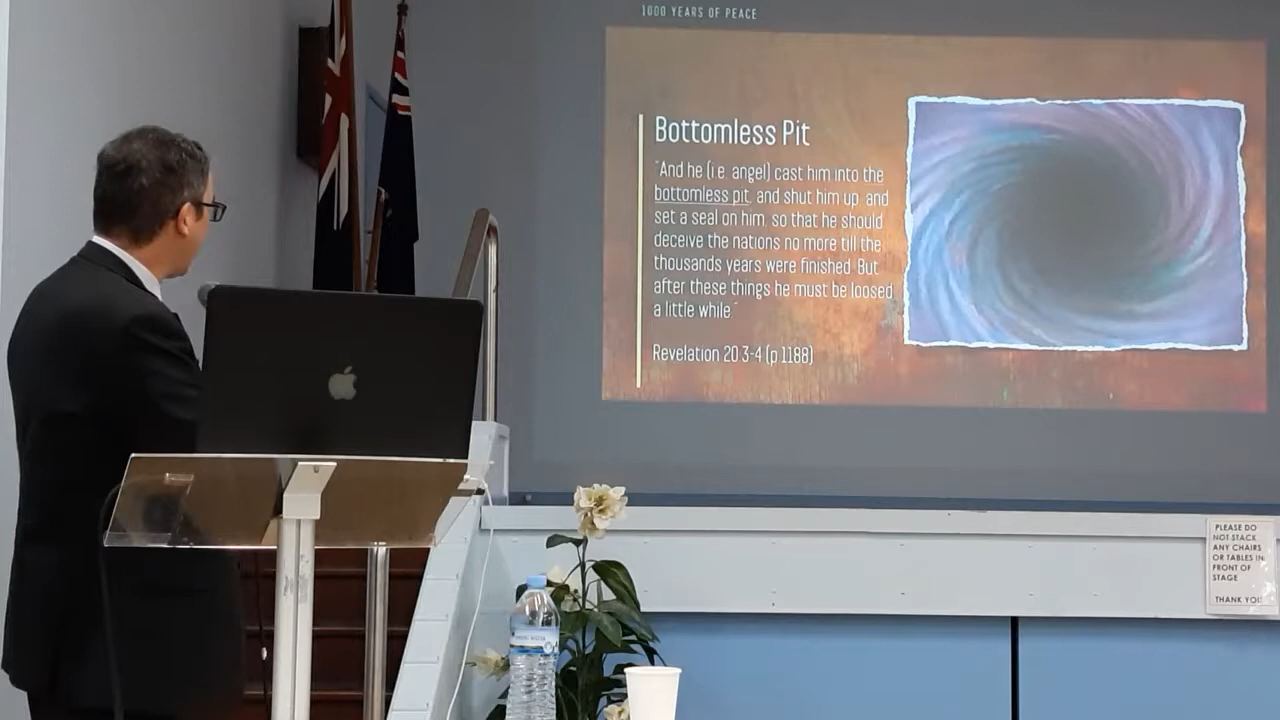 1000 YEARS OF PEACE
Bottomless Pit
"And he (i.e. angel) cast him into the
bottomless pit, and shut him up, and
set a seal on him, so that he should
deceive the nations no more till the
thousands years were finished. But
after these things he must be loosed
a little while."
Revelation 20:3-4 (p 1188)
PLEASE DO
NOT STACK
ANY CHAIRS
OR TABLES IN
FRONT OF
STAGE
THANK YOU